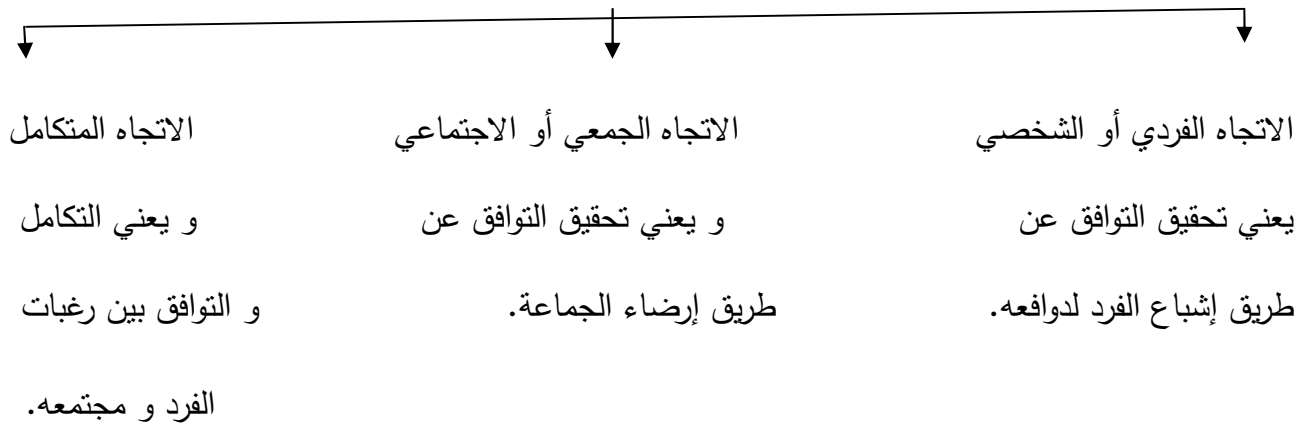 الاتجاه الفردي أو الشخصي
يعني تحقيق التوافق عن
طريق إشباع الفرد لدوافعه.
الاتجاه الجمعي أو الاجتماعي
و يعني تحقيق التوافق عن
طريق إرضاء الجماعة.
الاتجاه المتكامل
و يعني التكامل
و التوافق بين رغبات
الفرد و مجتمعه.